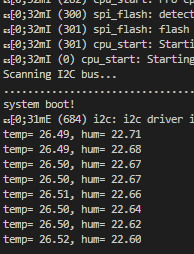 [0;32mI (300) spi_flash: detect
[0;32mI (301) spi_flash: flash
[0;32mI (301) cpu_start: Starti
[0;32mI (0) cpu_start: Starting
Scanning I2C bus...
....................................
system boot!
[0;31mE (684) i2c: i2c driver i
temp= 26.49, hum= 22.71
temp= 26.49, hum= 22.68
temp= 26.50, hum= 22.67
temp= 26.50, hum= 22.67
temp= 26.51, hum= 22.66
temp= 26.50, hum= 22.64
temp= 26.50, hum= 22.62
temp= 26.52, hum= 22.60